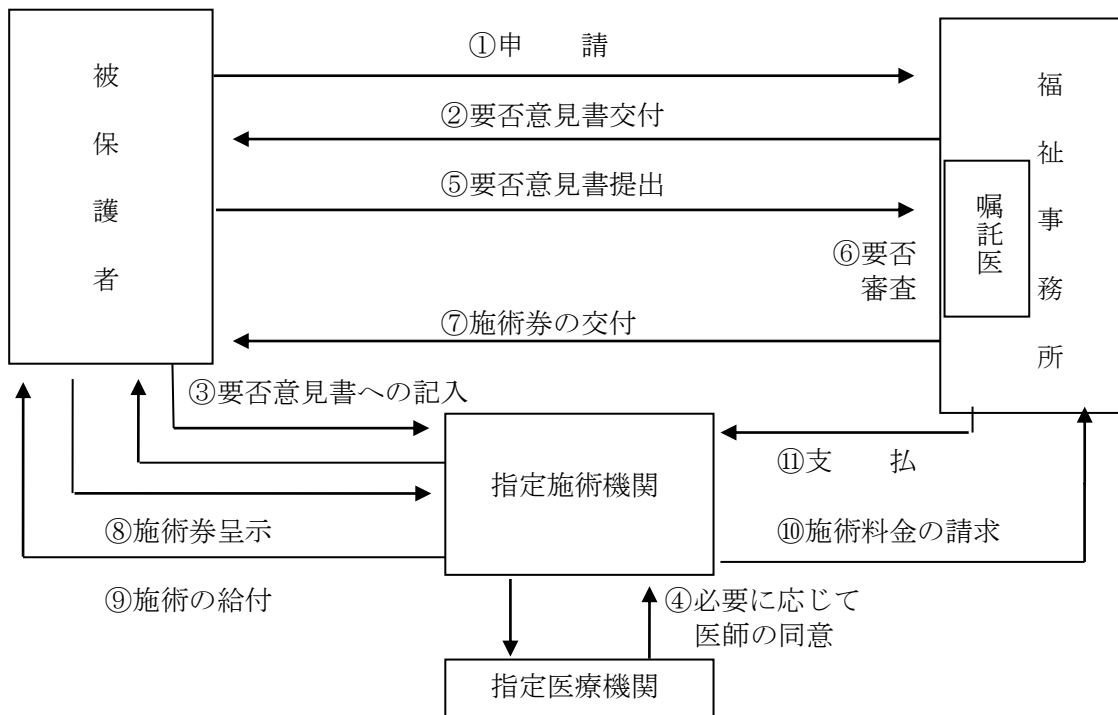 ①申　　請
被保護者
福祉事務所
②要否意見書交付
⑤要否意見書提出
嘱託医
⑥要否
審査
⑦施術券の交付
③要否意見書への記入
指定施術機関
⑪支　　払
⑧施術券呈示
⑩施術料金の請求
⑨施術の給付
④必要に応じて
医師の同意
指定医療機関